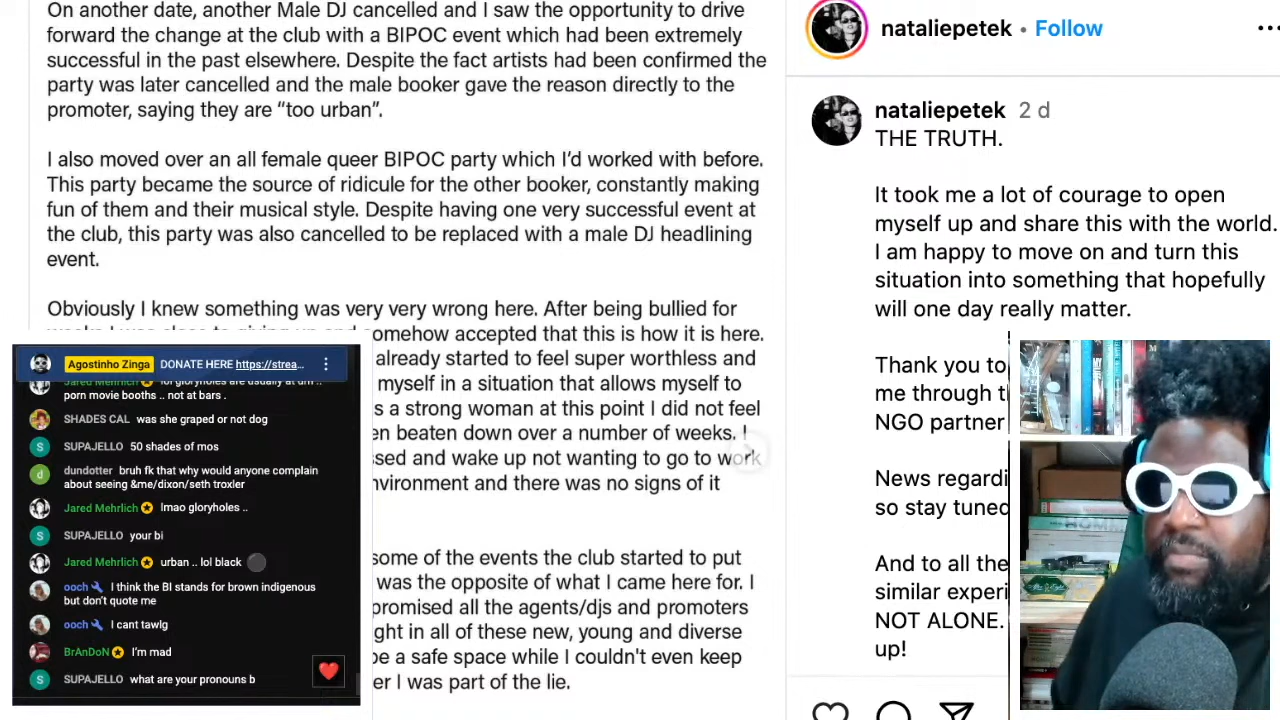 On another date, another Male DJ cancelled and I saw the opportunity to drive
forward the change at the club with a BIPOC event which had been extremely
successful in the past elsewhere. Despite the fact artists had been confirmed the
party was later cancelled and the male booker gave the reason directly to the
promoter, saying they are “too urban”.
I also moved over an all female queer BIPOC party which I’d worked with before.
This party became the source of ridicule for the other booker, constantly making
fun of them and their musical style. Despite having one very successful event at
the club, this party was also cancelled to be replaced with a male DJ headlining
event.
Obviously I knew something was very very wrong here. After being bullied for
somehow accepted that this is how it is here.
already started to feel super worthless and
myself in a situation that allows myself to
s a strong woman at this point I did not feel
en beaten down over a number of weeks. I
ssed and wake up not wanting to go to work
nvironment and there was no signs of it
some of the events the club started to put
was the opposite of what I came here for. I
promised all the agents/djs and promoters
ght in all of these new, young and diverse
be a safe space while I couldn't even keep
er I was part of the lie.
Agostinho Zinga DONATE HERE https://strea...
Jared Mehrlich lol gloryholes are usually at um ..
porn movie booths .. not at bars .
SHADES CAL was she graped or not dog
S SUPAJELLO 50 shades of mos
d dundotter bruh fk that why would anyone complain
about seeing &me/dixon/seth troxler
Jared Mehrlich lmao gloryholes ..
S SUPAJELLO your bi
Jared Mehrlich urban .. lol black
ooch I think the BI stands for brown indigenous
but don’t quote me
ooch I cant tawlg
BrAnDoN I’m mad
S SUPAJELLO what are your pronouns b
nataliepetek • Follow
nataliepetek 2 d
THE TRUTH.
It took me a lot of courage to open
myself up and share this with the world.
I am happy to move on and turn this
situation into something that hopefully
will one day really matter.
Thank you to
me through t
NGO partner
News regardi
so stay tuned
And to all the
similar experi
NOT ALONE.
up!